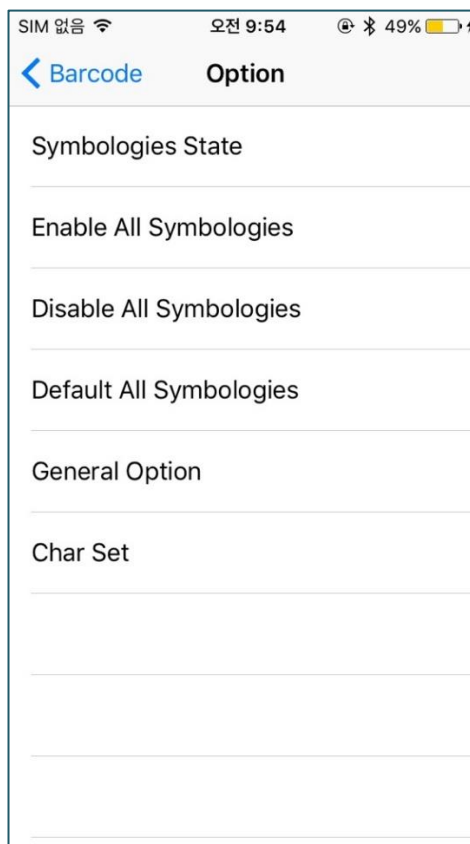 SIM 없음 오전 9:54 49%
Barcode Option
Symbologies State
Enable All Symbologies
Disable All Symbologies
Default All Symbologies
General Option
Char Set